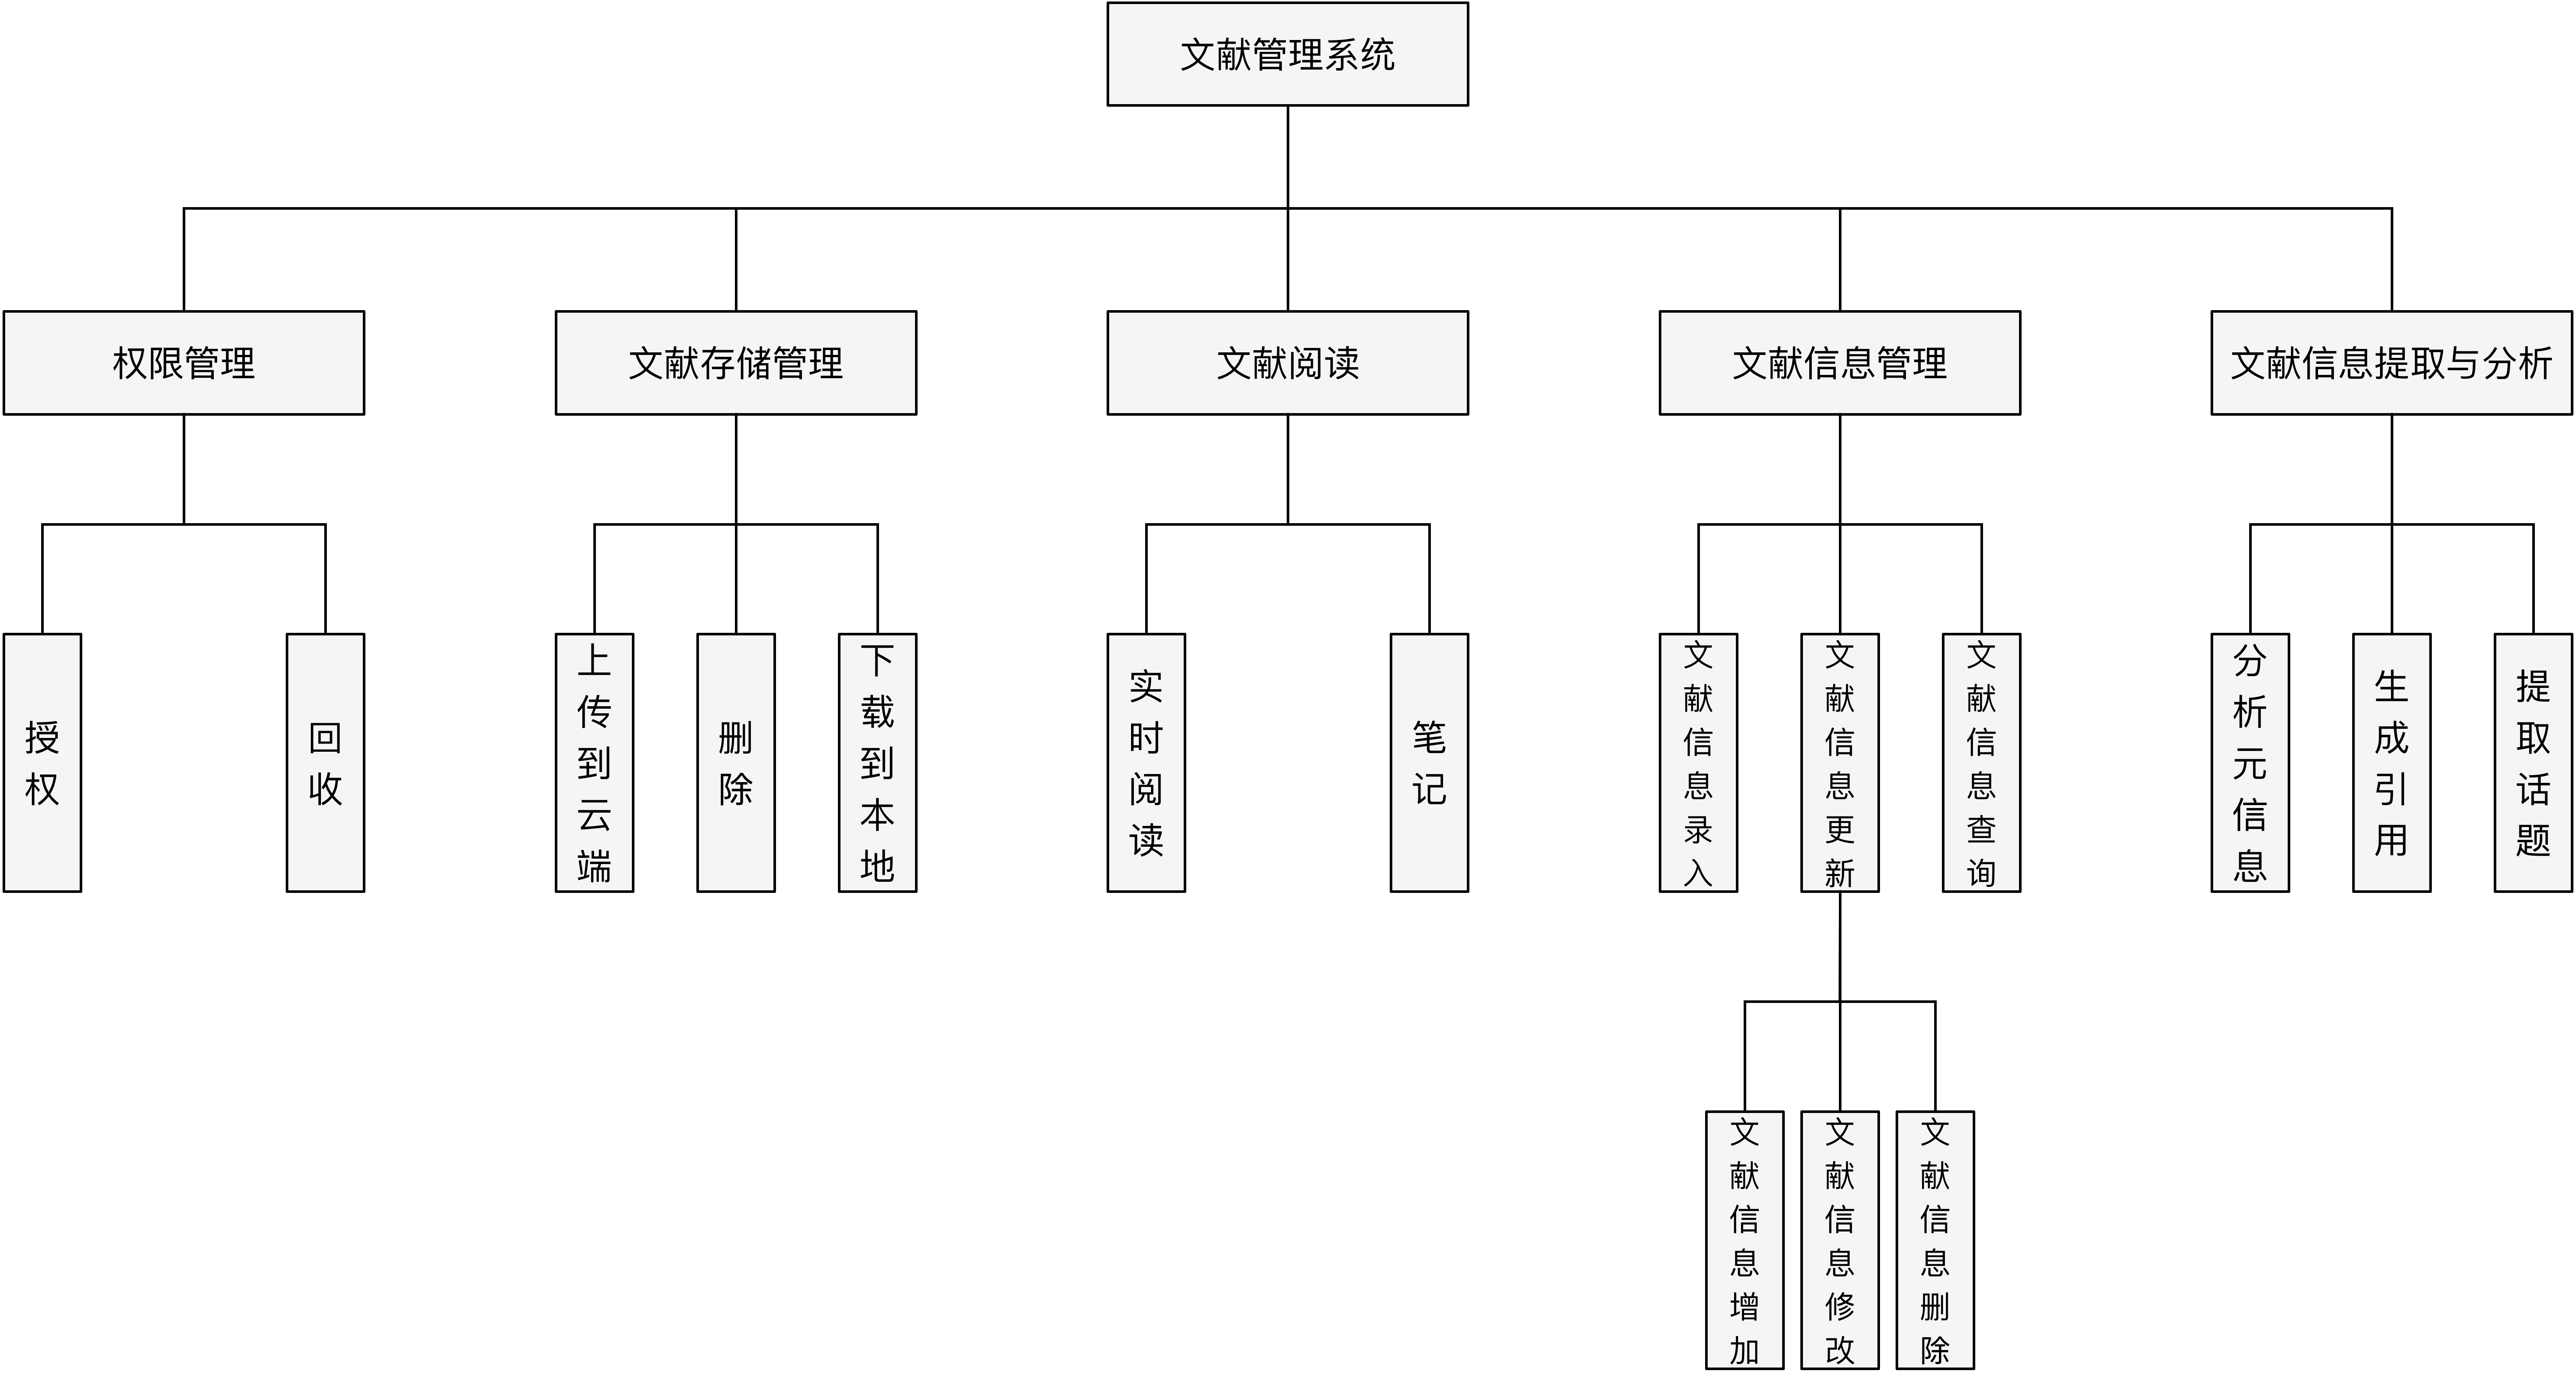 文献管理系统
权限管理
文献存储管理
文献阅读
文献信息管理
文献信息提取与分析
授权
回收
上传到云端
删除
下载到本地
实时阅读
笔记
文献信息录入
文献信息更新
文献信息查询
分析元信息
生成引用
提取话题
文献信息增加
文献信息修改
文献信息删除